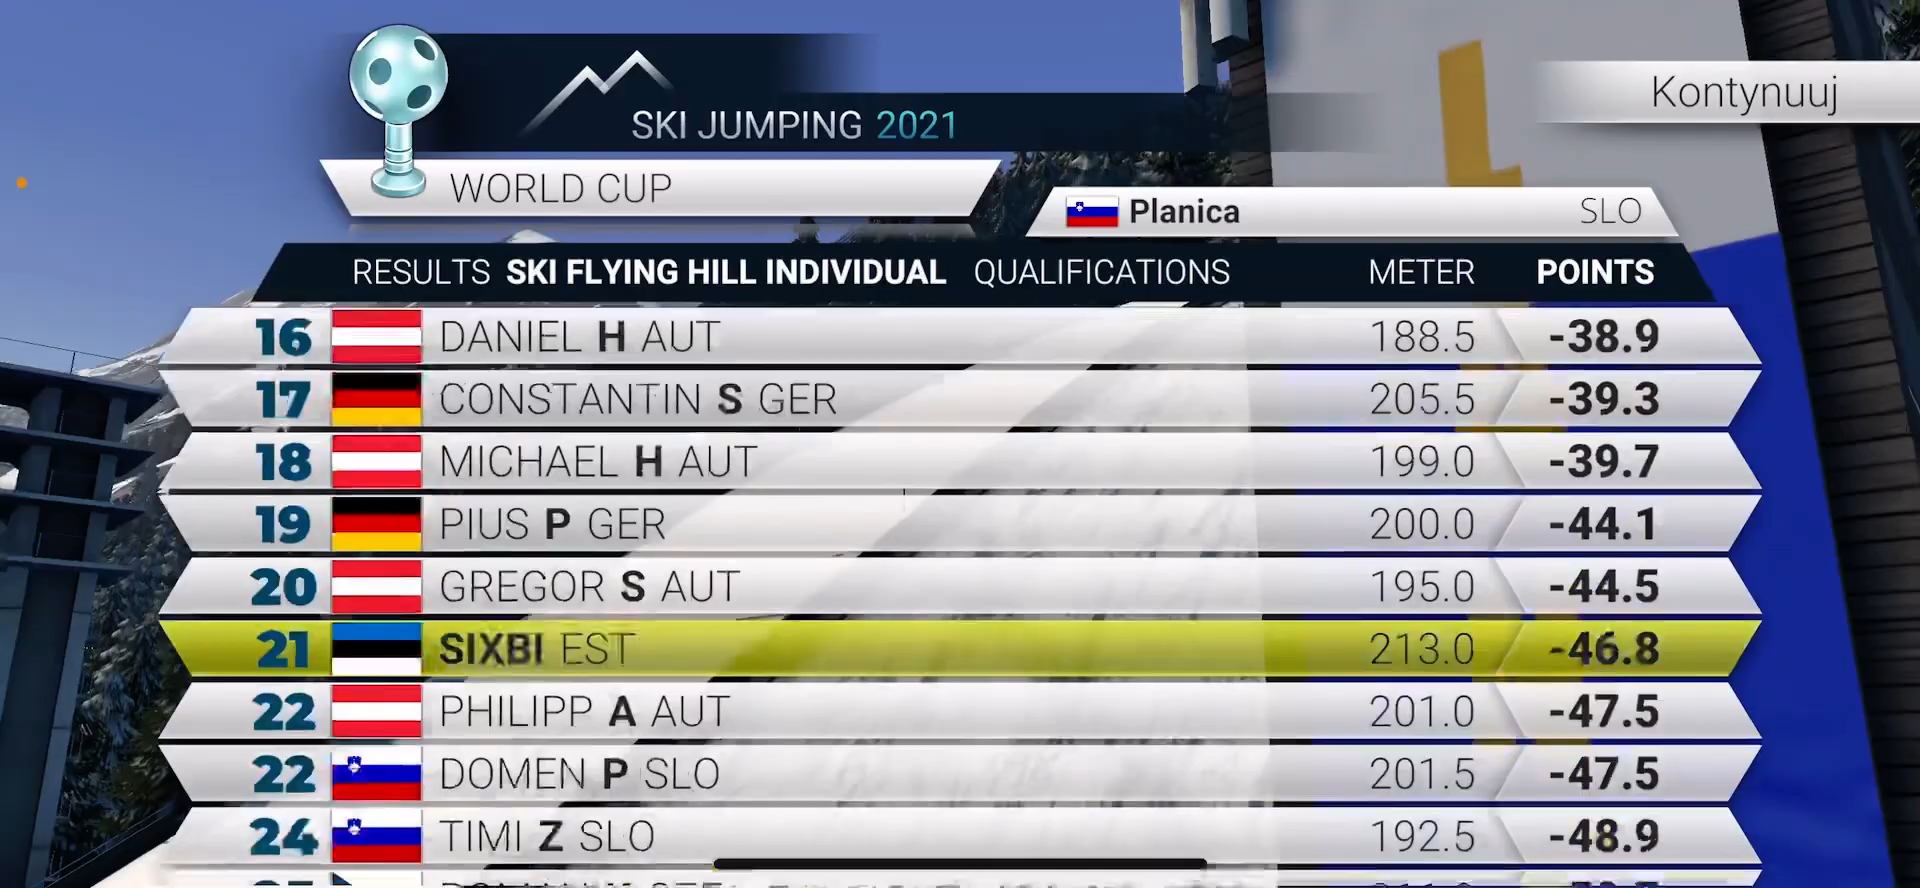 SKI JUMPING 2021
Kontynuuj
WORLD CUP
Planica SLO
RESULTS SKI FLYING HILL INDIVIDUAL QUALIFICATIONS METER POINTS
16 DANIEL H AUT 188.5 -38.9
17 CONSTANTIN S GER 205.5 -39.3
18 MICHAEL H AUT 199.0 -39.7
19 PIUS P GER 200.0 -44.1
20 GREGOR S AUT 195.0 -44.5
21 SIXBI EST 213.0 -46.8
22 PHILIPP A AUT 201.0 -47.5
22 DOMEN P SLO 201.5 -47.5
24 TIMI Z SLO 192.5 -48.9